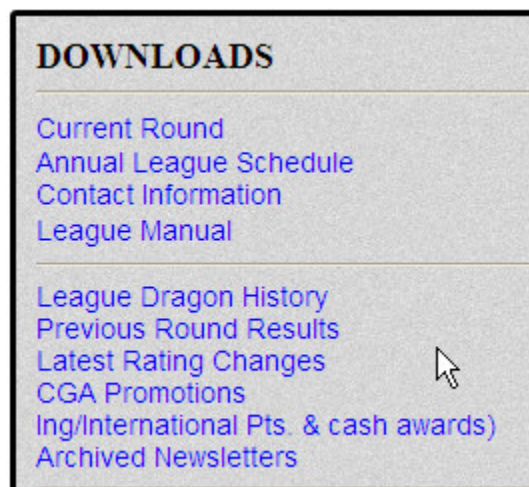 DOWNLOADS
Current Round
Annual League Schedule
Contact Information
League Manual
League Dragon History
Previous Round Results
Latest Rating Changes
CGA Promotions
Ing/International Pts. & cash awards)
Archived Newsletters